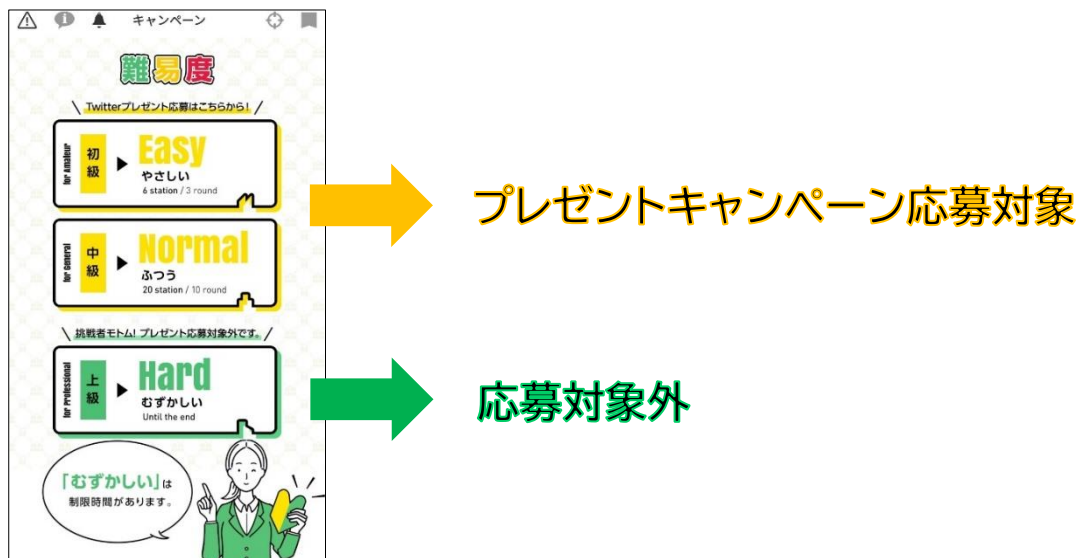 キャンペーン
難易度
Twitterプレゼント応募はこちらから!
for Amateur
初級
Easy
やさしい
6 station / 3 round
プレゼントキャンペーン応募対象
for General
中級
Normal
ふつう
20 station / 10 round
挑戦者モトム! プレゼント応募対象外です。
for Professional
上級
Hard
むずかしい
Until the end
応募対象外
「むずかしい」は
制限時間があります。